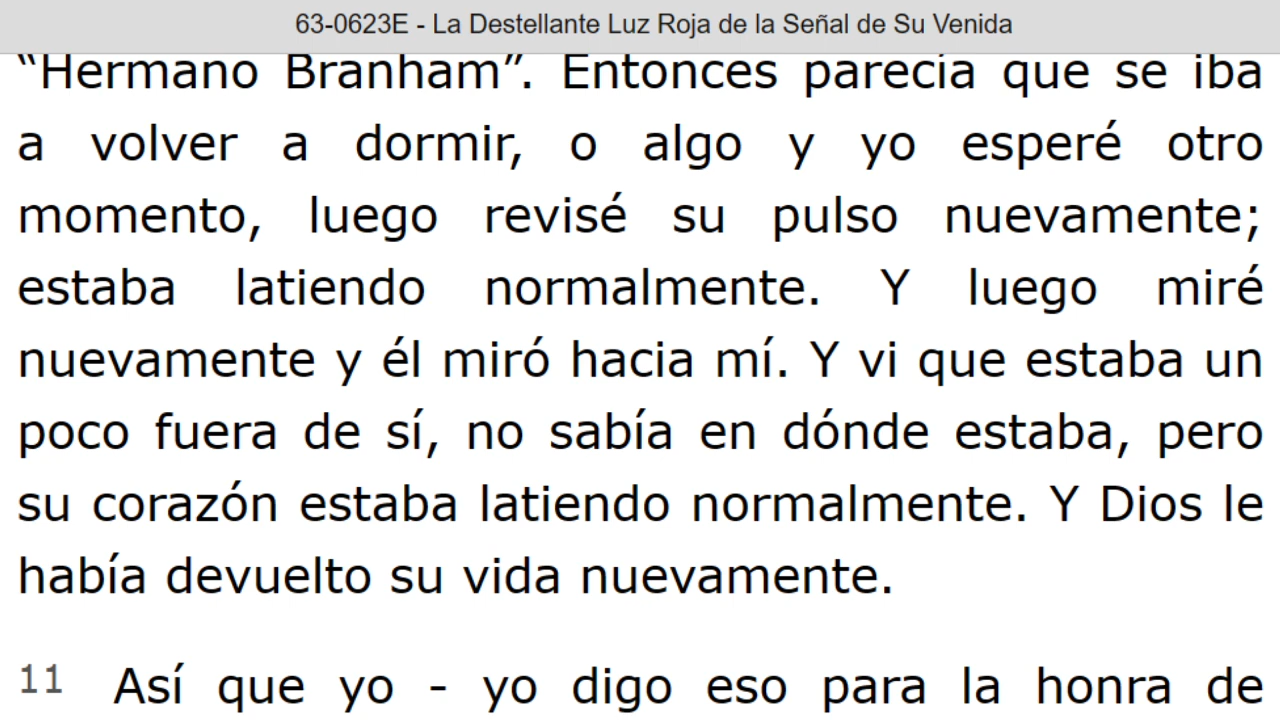 63-0623E - La Destellante Luz Roja de la Señal de Su Venida
“Hermano Branham”. Entonces parecía que se iba
a volver a dormir, o algo y yo esperé otro
momento, luego revisé su pulso nuevamente;
estaba latiendo normalmente. Y luego miré
nuevamente y él miró hacia mí. Y vi que estaba un
poco fuera de sí, no sabía en dónde estaba, pero
su corazón estaba latiendo normalmente. Y Dios le
había devuelto su vida nuevamente.
11 Así que yo - yo digo eso para la honra de